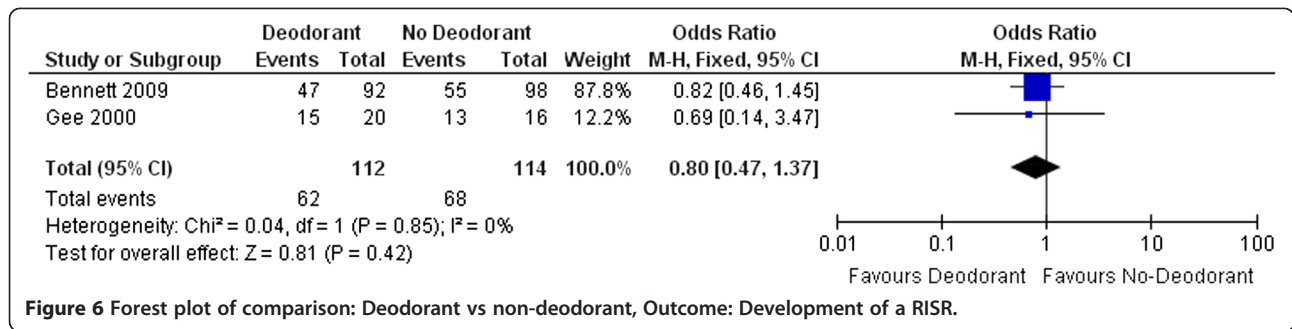 Deodorant No Deodorant Odds Ratio Odds Ratio
Study or Subgroup Events Total Events Total Weight M-H, Fixed, 95% CI M-H, Fixed, 95% CI
Bennett 2009 47 92 55 98 87.8% 0.82 [0.46, 1.45]
Gee 2000 15 20 13 16 12.2% 0.69 [0.14, 3.47]
Total (95% CI) 112 114 100.0% 0.80 [0.47, 1.37]
Total events 62 68
Heterogeneity: Chi² = 0.04, df = 1 (P = 0.85); I² = 0%
Test for overall effect: Z = 0.81 (P = 0.42)
0.01 0.1 1 10 100
Favours Deodorant Favours No-Deodorant
Figure 6 Forest plot of comparison: Deodorant vs non-deodorant, Outcome: Development of a RISR.